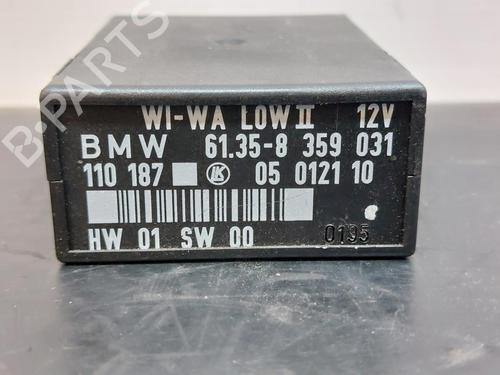 WI-WA LOW II 12V
BMW 61.35-8 359 031
110 187 LK 05 0121 10
HW 01 SW 00 0195
B-PARTS